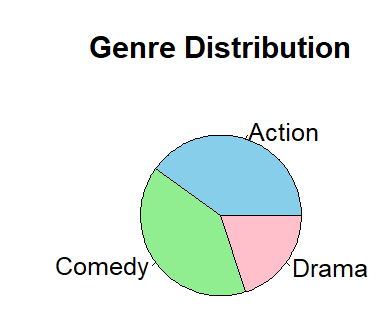 Genre Distribution
Action
Comedy
Drama